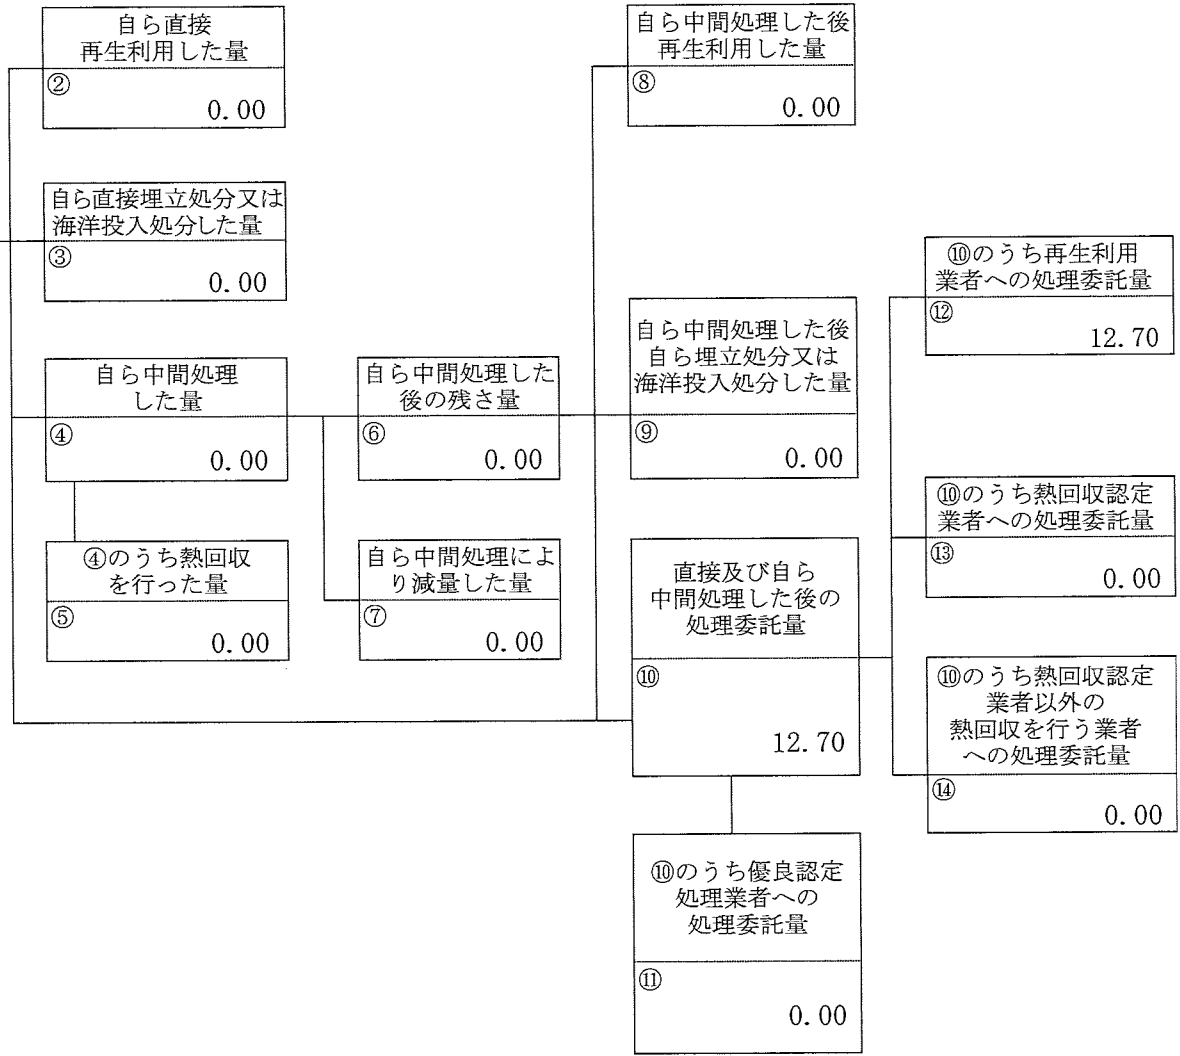 自ら直接
再生利用した量
②
0.00
自ら直接埋立処分又は
海洋投入処分した量
③
0.00
自ら中間処理
した量
④
0.00
④のうち熱回収
を行った量
⑤
0.00
自ら中間処理した
後の残さ量
⑥
0.00
自ら中間処理によ
り減量した量
⑦
0.00
自ら中間処理した後
再生利用した量
⑧
0.00
自ら中間処理した後
自ら埋立処分又は
海洋投入処分した量
⑨
0.00
直接及び自ら
中間処理した後の
処理委託量
⑩
12.70
⑩のうち優良認定
処理業者への
処理委託量
⑪
0.00
⑩のうち再生利用
業者への処理委託量
⑫
12.70
⑩のうち熱回収認定
業者への処理委託量
⑬
0.00
⑩のうち熱回収認定
業者以外の
熱回収を行う業者
への処理委託量
⑭
0.00